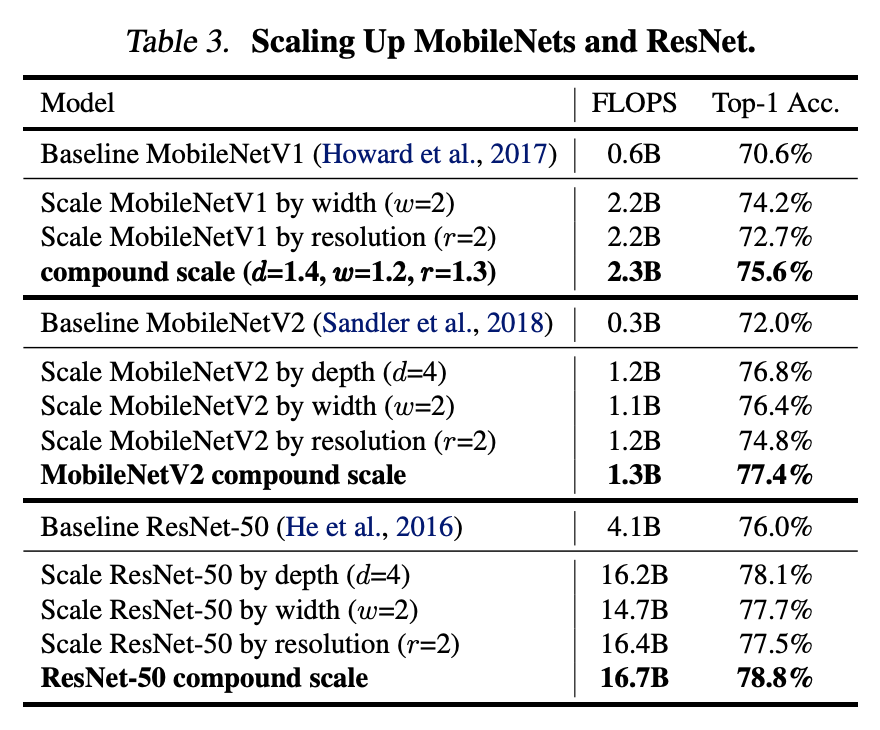 Table 3. Scaling Up MobileNets and ResNet.
Model FLOPS Top-1 Acc.
Baseline MobileNetV1 (Howard et al., 2017) 0.6B 70.6%
Scale MobileNetV1 by width (w=2) 2.2B 74.2%
Scale MobileNetV1 by resolution (r=2) 2.2B 72.7%
compound scale (d=1.4, w=1.2, r=1.3) 2.3B 75.6%
Baseline MobileNetV2 (Sandler et al., 2018) 0.3B 72.0%
Scale MobileNetV2 by depth (d=4) 1.2B 76.8%
Scale MobileNetV2 by width (w=2) 1.1B 76.4%
Scale MobileNetV2 by resolution (r=2) 1.2B 74.8%
MobileNetV2 compound scale 1.3B 77.4%
Baseline ResNet-50 (He et al., 2016) 4.1B 76.0%
Scale ResNet-50 by depth (d=4) 16.2B 78.1%
Scale ResNet-50 by width (w=2) 14.7B 77.7%
Scale ResNet-50 by resolution (r=2) 16.4B 77.5%
ResNet-50 compound scale 16.7B 78.8%